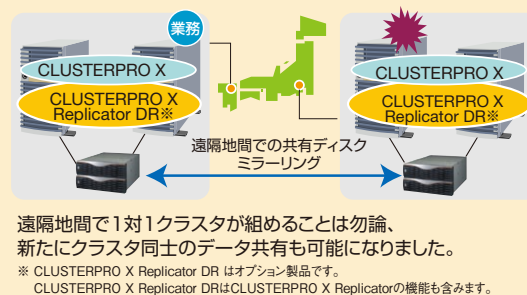 業務
CLUSTERPRO X
CLUSTERPRO X
Replicator DR※
CLUSTERPRO X
CLUSTERPRO X
Replicator DR※
遠隔地間での共有ディスク
ミラーリング
遠隔地間で1対1クラスタが組めることは勿論、
新たにクラスタ同士のデータ共有も可能になりました。
※ CLUSTERPRO X Replicator DR はオプション製品です。
CLUSTERPRO X Replicator DRはCLUSTERPRO X Replicatorの機能も含みます。